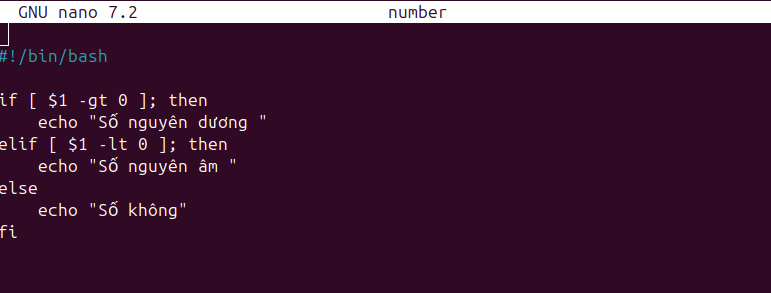 GNU nano 7.2 number
#!/bin/bash
if [ $1 -gt 0 ]; then
    echo "Số nguyên dương "
elif [ $1 -lt 0 ]; then
    echo "Số nguyên âm "
else
    echo "Số không"
fi